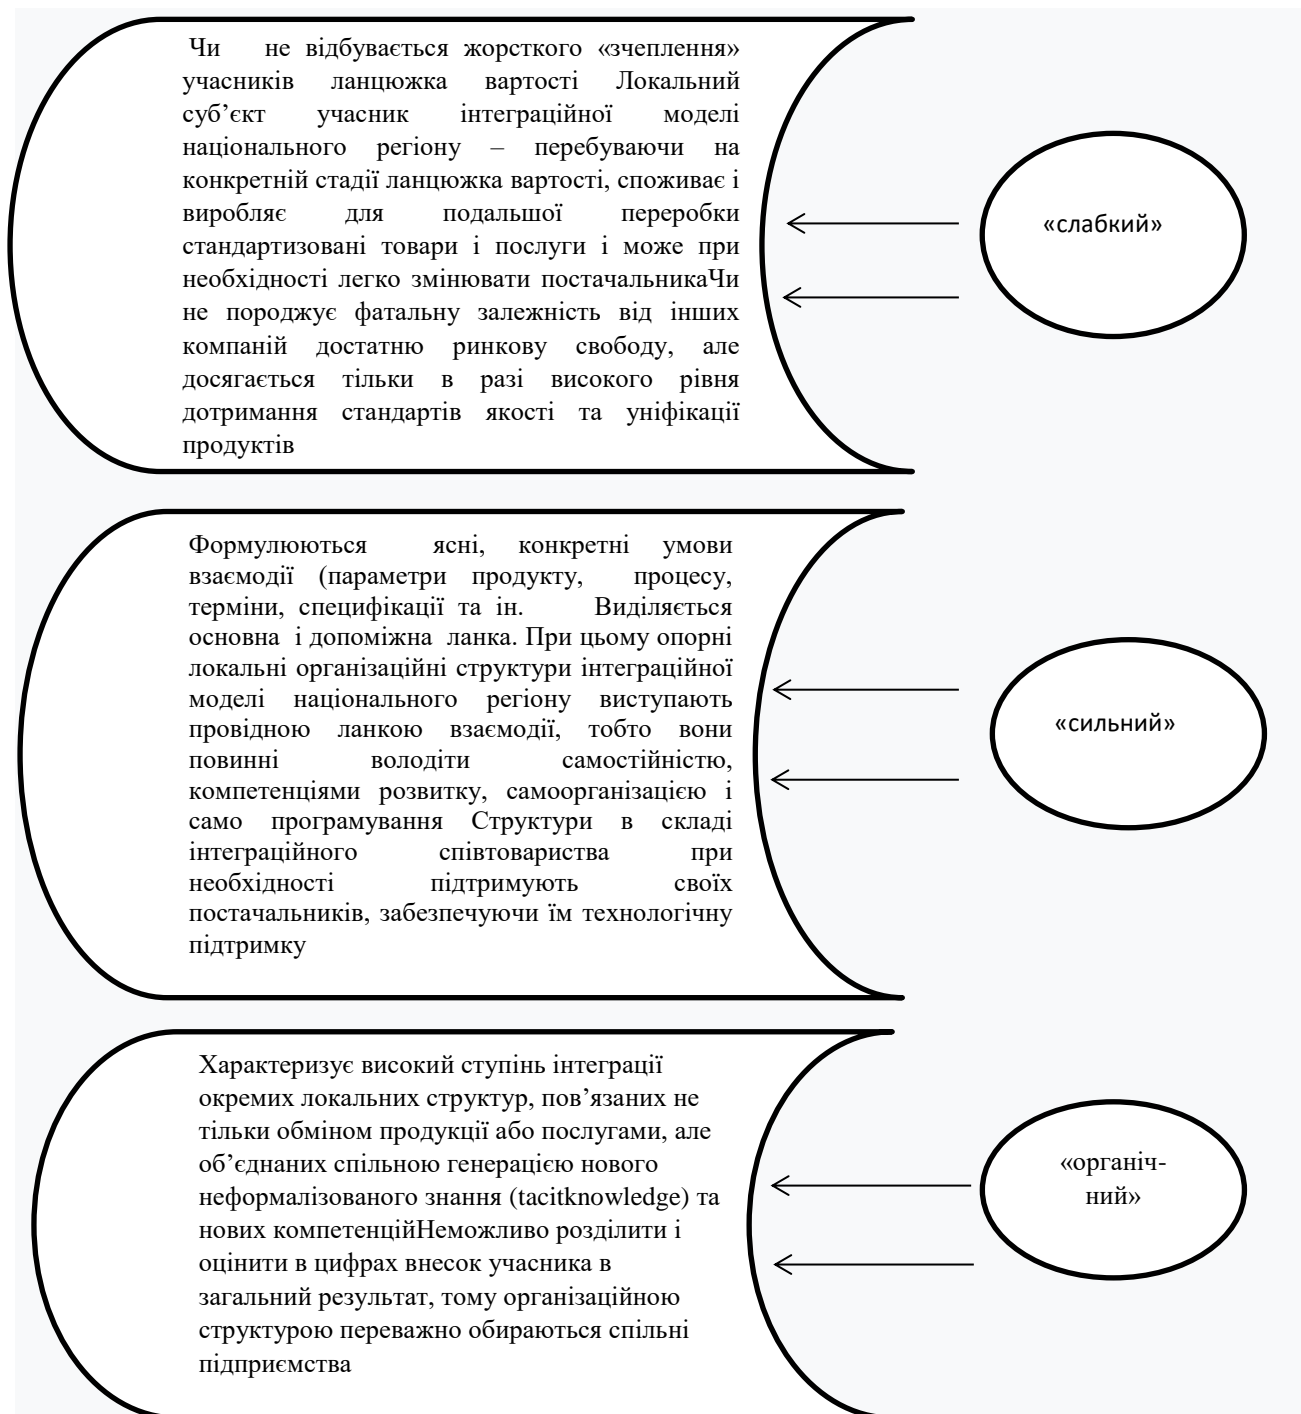 Чи не відбувається жорсткого «зчеплення»
учасників ланцюжка вартості Локальний
суб’єкт учасник інтеграційної моделі
національного регіону – перебуваючи на
конкретній стадії ланцюжка вартості, споживає і
виробляє для подальшої переробки
стандартизовані товари і послуги і може при
необхідності легко змінювати постачальникаЧи
не породжує фатальну залежність від інших
компаній достатню ринкову свободу, але
досягається тільки в разі високого рівня
дотримання стандартів якості та уніфікації
продуктів
«слабкий»
Формулюються ясні, конкретні умови
взаємодії (параметри продукту, процесу,
терміни, специфікації та ін. Виділяється
основна і допоміжна ланка. При цьому опорні
локальні організаційні структури інтеграційної
моделі національного регіону виступають
провідною ланкою взаємодії, тобто вони
повинні володіти самостійністю,
компетенціями розвитку, самоорганізацією і
само програмування Структури в складі
інтеграційного співтовариства при
необхідності підтримують своїх
постачальників, забезпечуючи їм технологічну
підтримку
«сильний»
Характеризує високий ступінь інтеграції
окремих локальних структур, пов’язаних не
тільки обміном продукції або послугами, але
об’єднаних спільною генерацією нового
неформалізованого знання (tacitknowledge) та
нових компетенційНеможливо розділити і
оцінити в цифрах внесок учасника в
загальний результат, тому організаційною
структурою переважно обираються спільні
підприємства
«органіч-
ний»